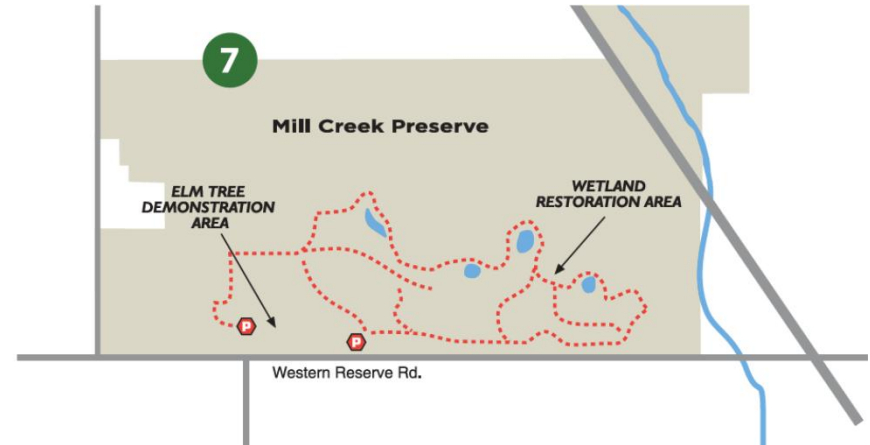 7
Mill Creek Preserve
ELM TREE
DEMONSTRATION
AREA
WETLAND
RESTORATION AREA
P
P
Western Reserve Rd.